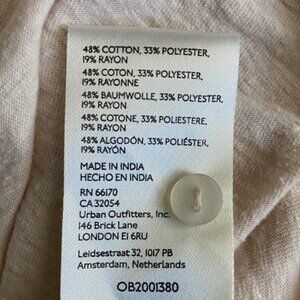 48% COTTON, 33% POLYESTER,
19% RAYON
48% COTON, 33% POLYESTER,
19% RAYONNE
48% BAUMWOLLE, 33% POLYESTER,
19% RAYON
48% COTONE, 33% POLIESTERE,
19% RAYON
48% ALGODÓN, 33% POLIÉSTER,
19% RAYÓN
MADE IN INDIA
HECHO EN INDIA
RN 66170
CA 32054
Urban Outfitters, Inc.
146 Brick Lane
LONDON E1 6RU
Leidsestraat 32, 1017 PB
Amsterdam, Netherlands
OB2001380